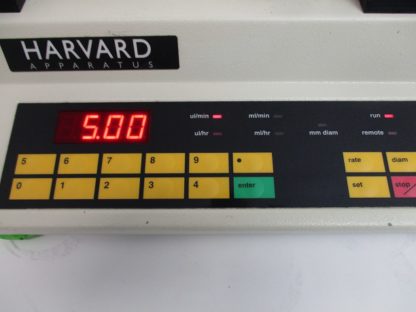 HARVARD
APPARATUS
5.00
ul/min ml/min run
ul/hr ml/hr mm diam remote
5 6 7 8 9 • rate diam
0 1 2 3 4 enter set stop/